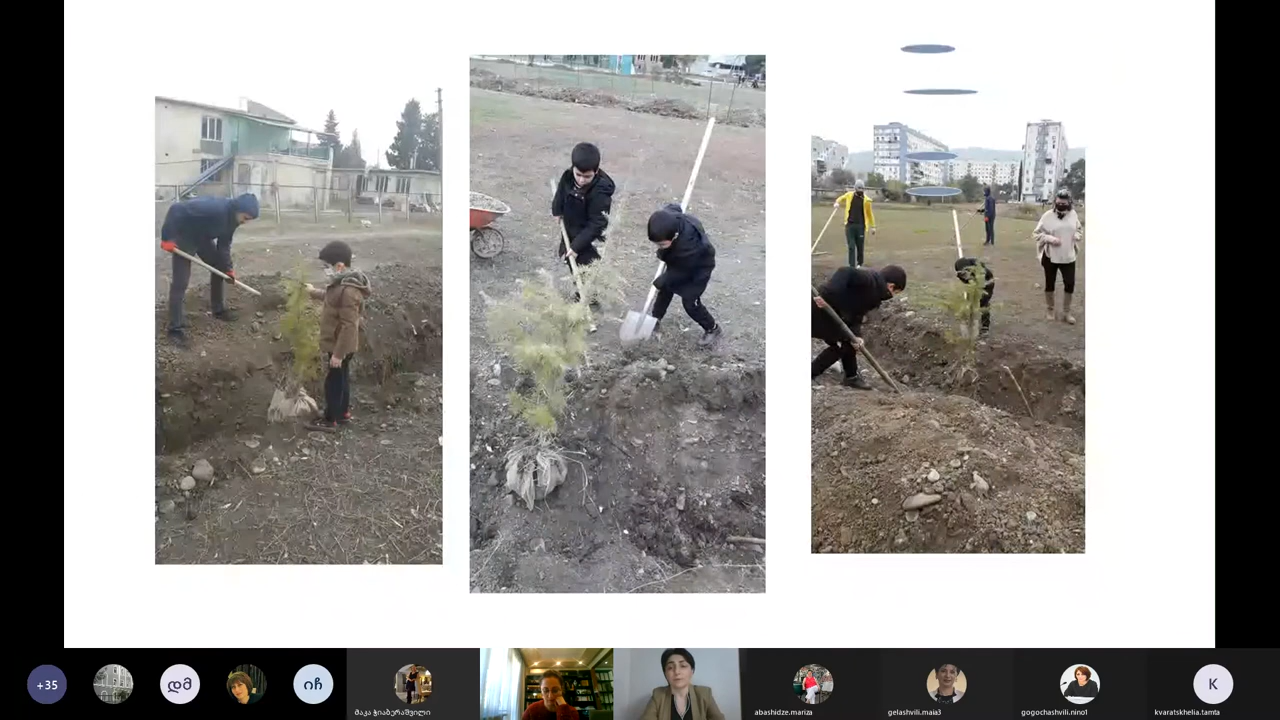 +35
დმ
იჩ
მაკა ჭიაბერაშვილი
abashidze.mariza
gelashvili.maia3
gogochashvili.nino1
K
kvaratskhelia.tamta